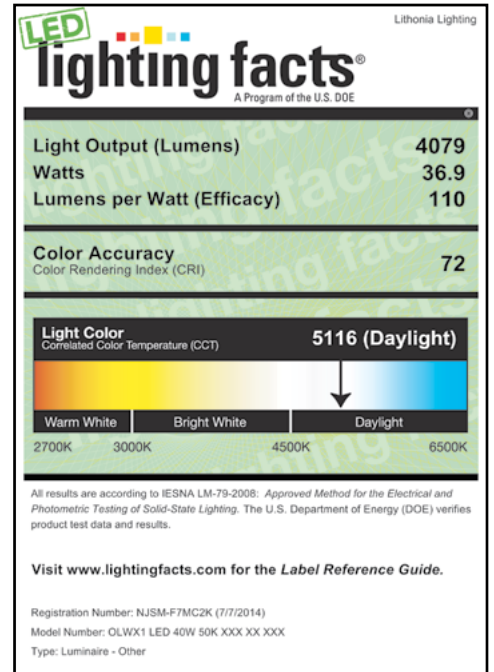 Lithonia Lighting
LED
lighting facts®
A Program of the U.S. DOE
Light Output (Lumens) 4079
Watts 36.9
Lumens per Watt (Efficacy) 110
Color Accuracy
Color Rendering Index (CRI) 72
Light Color
Correlated Color Temperature (CCT) 5116 (Daylight)
Warm White Bright White Daylight
2700K 3000K 4500K 6500K
All results are according to IESNA LM-79-2008: Approved Method for the Electrical and
Photometric Testing of Solid-State Lighting. The U.S. Department of Energy (DOE) verifies
product test data and results.
Visit www.lightingfacts.com for the Label Reference Guide.
Registration Number: NJSM-F7MC2K (7/7/2014)
Model Number: OLWX1 LED 40W 50K XXX XX XXX
Type: Luminaire - Other